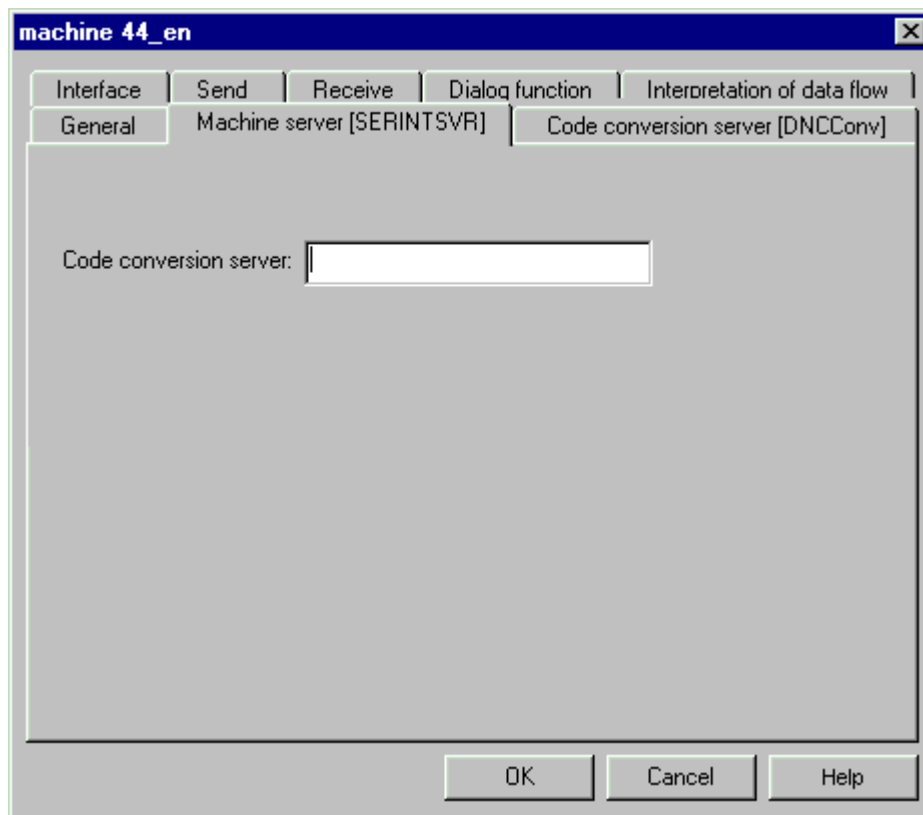 machine 44_en
Interface Send Receive Dialog function Interpretation of data flow
General Machine server [SERINTSVR] Code conversion server [DNCConv]
Code conversion server:
OK Cancel Help